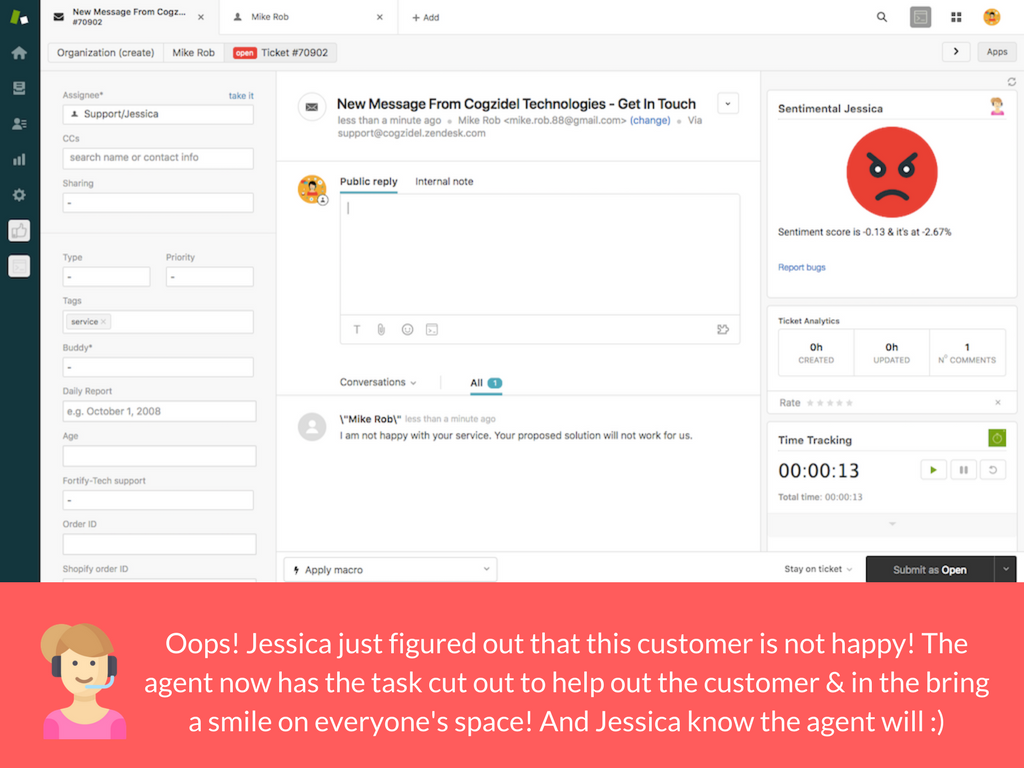 New Message From Cogz...
#70902
Mike Rob
+ Add
Organization (create)
Mike Rob
open Ticket #70902
Apps
Assignee*
take it
Support/Jessica
CCs
search name or contact info
Sharing
-
Type
Priority
-
-
Tags
service ×
Buddy*
-
Daily Report
e.g. October 1, 2008
Age
Fortify-Tech support
-
Order ID
Shopify order ID
New Message From Cogzidel Technologies - Get In Touch
less than a minute ago • Mike Rob <mike.rob.88@gmail.com> (change) • Via
support@cogzidel.zendesk.com
Public reply
Internal note
T
Conversations
All 1
\"Mike Rob\" less than a minute ago
I am not happy with your service. Your proposed solution will not work for us.
Apply macro
Stay on ticket
Submit as Open
Sentimental Jessica
Sentiment score is -0.13 & it's at -2.67%
Report bugs
Ticket Analytics
0h
CREATED
0h
UPDATED
1
N° COMMENTS
Rate
Time Tracking
00:00:13
Total time: 00:00:13
Oops! Jessica just figured out that this customer is not happy! The
agent now has the task cut out to help out the customer & in the bring
a smile on everyone's space! And Jessica know the agent will :)